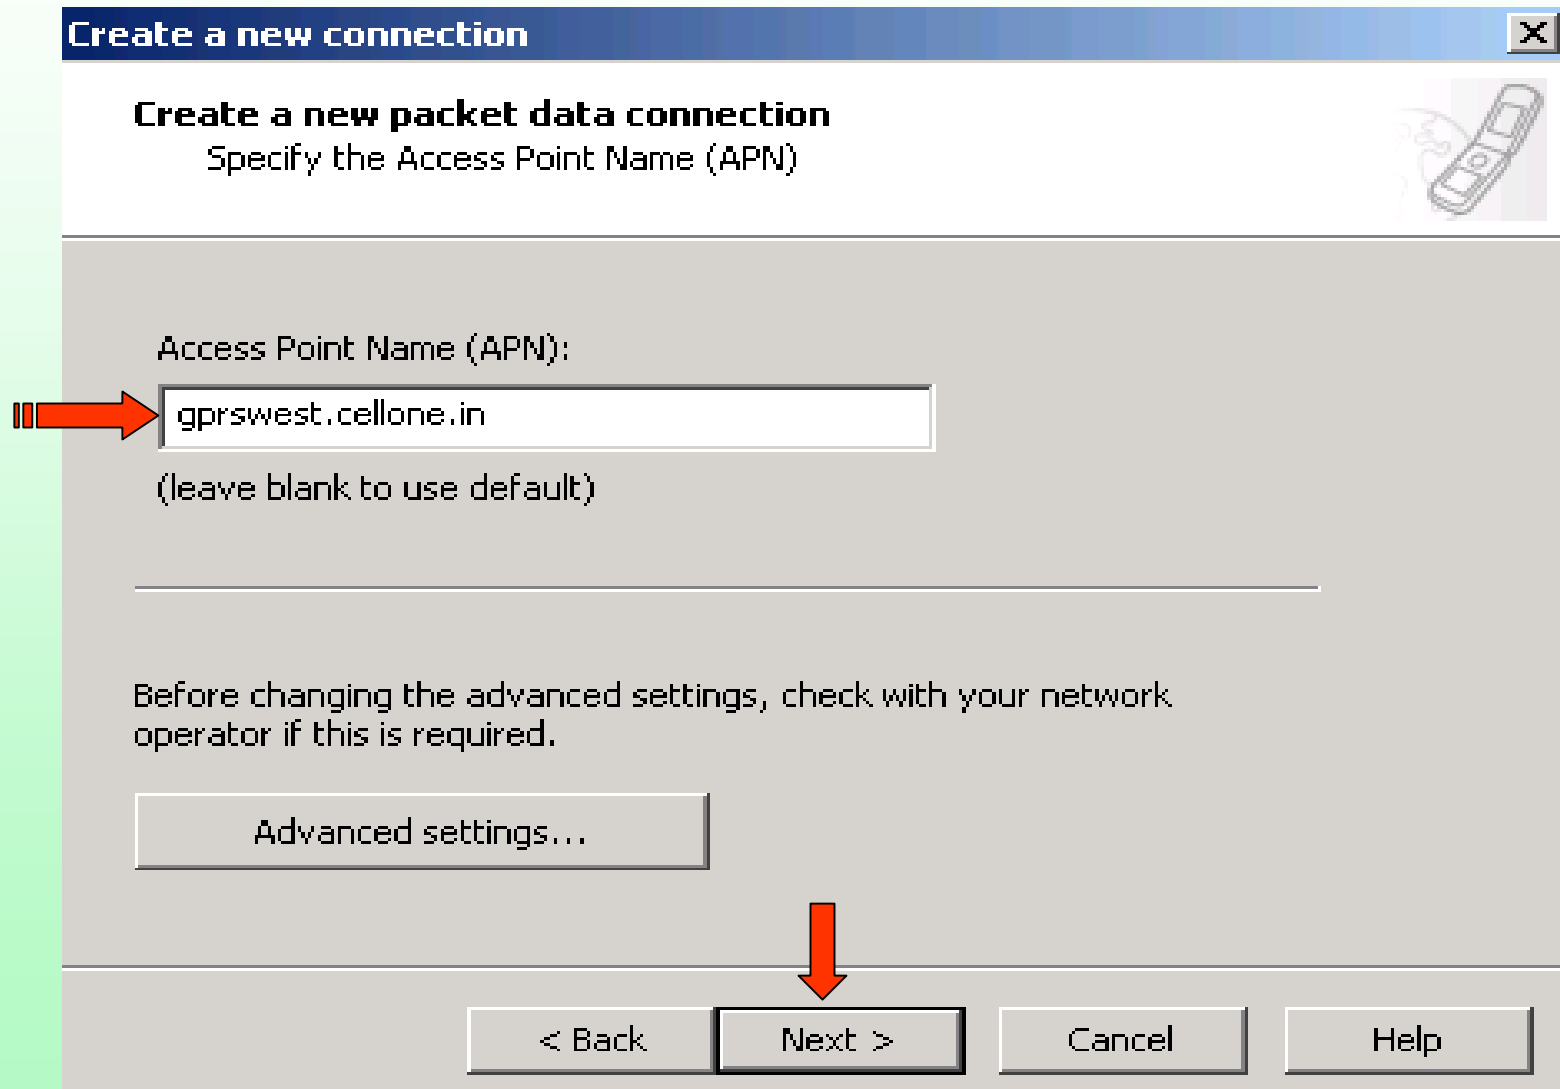 Create a new connection
Create a new packet data connection
Specify the Access Point Name (APN)
Access Point Name (APN):
gprswest.cellone.in
(leave blank to use default)
Before changing the advanced settings, check with your network
operator if this is required.
Advanced settings...
< Back
Next >
Cancel
Help